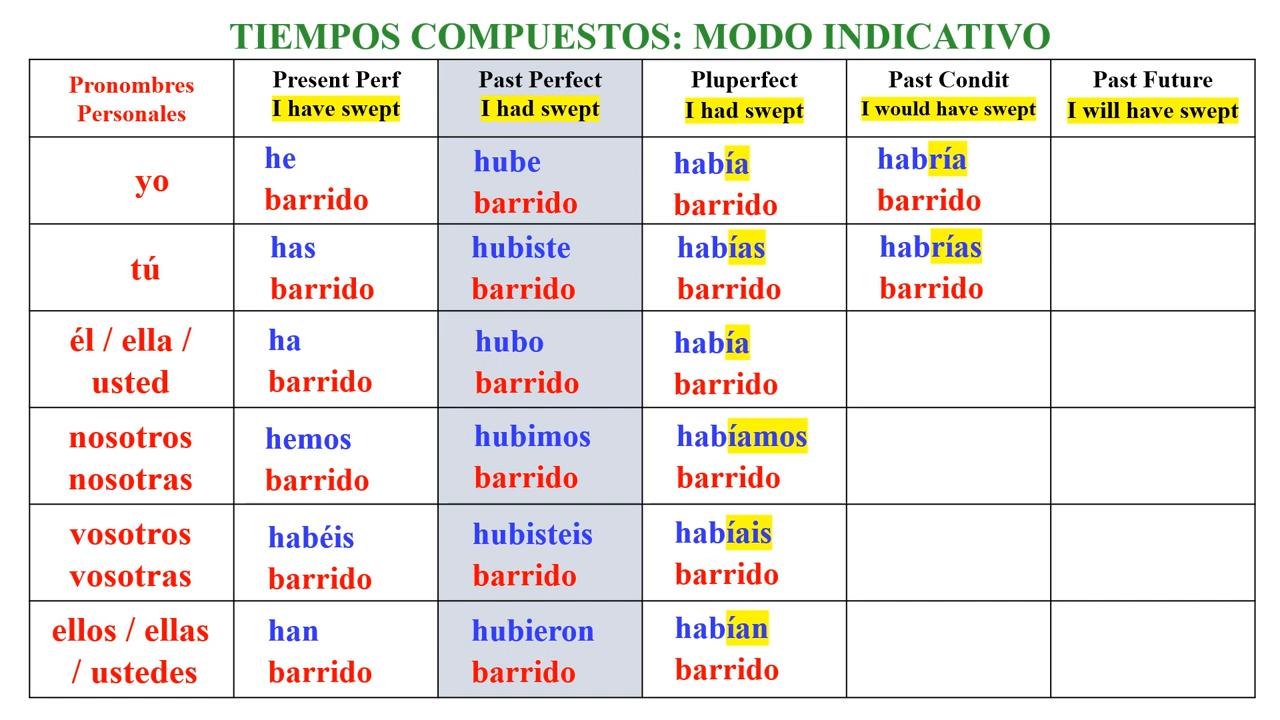 TIEMPOS COMPUESTOS: MODO INDICATIVO
Pronombres
Personales
Present Perf
I have swept
Past Perfect
I had swept
Pluperfect
I had swept
Past Condit
I would have swept
Past Future
I will have swept
yo
he
barrido
hube
barrido
había
barrido
habría
barrido
tú
has
barrido
hubiste
barrido
habías
barrido
habrías
barrido
él / ella /
usted
ha
barrido
hubo
barrido
había
barrido
nosotros
nosotras
hemos
barrido
hubimos
barrido
habíamos
barrido
vosotros
vosotras
habéis
barrido
hubisteis
barrido
habíais
barrido
ellos / ellas
/ ustedes
han
barrido
hubieron
barrido
habían
barrido